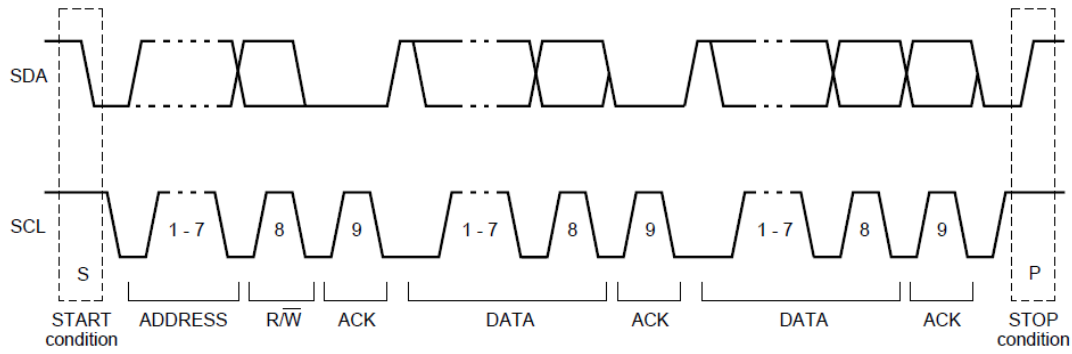 SDA
SCL
1 - 7
8
9
1 - 7
8
9
1 - 7
8
9
S
P
START
condition
ADDRESS
R/W̅
ACK
DATA
ACK
DATA
ACK
STOP
condition